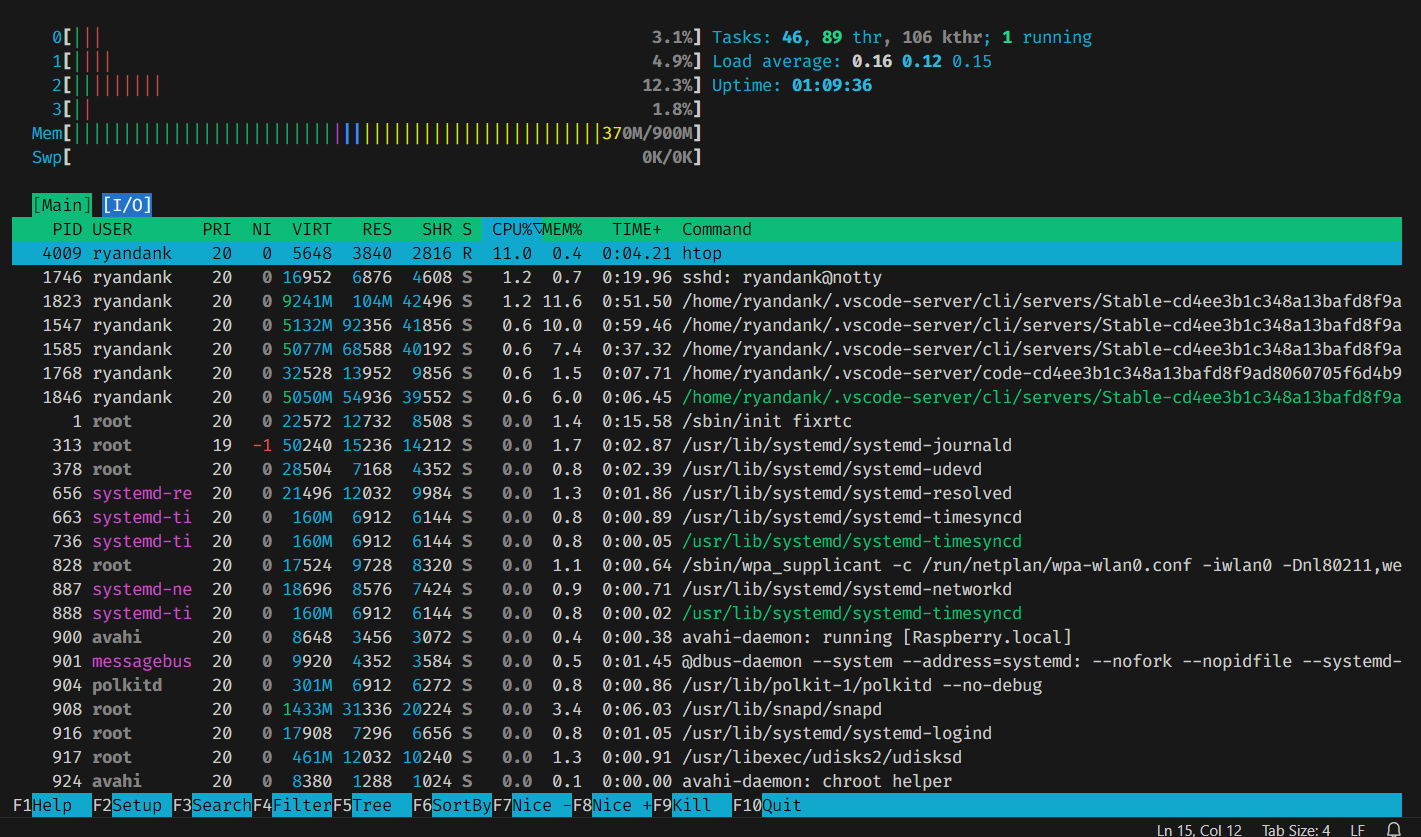 0[||| 3.1%] Tasks: 46, 89 thr, 106 kthr; 1 running
1[|||| 4.9%] Load average: 0.16 0.12 0.15
2[||||||||| 12.3%] Uptime: 01:09:36
3[|| 1.8%]
Mem[|||||||||||||||||||||||||||||||||||||||||||||||||||||370M/900M]
Swp[ 0K/0K]
[Main] [I/O]
PID USER PRI NI VIRT RES SHR S CPU%▽MEM% TIME+ Command
4009 ryandank 20 0 5648 3840 2816 R 11.0 0.4 0:04.21 htop
1746 ryandank 20 0 16952 6876 4608 S 1.2 0.7 0:19.96 sshd: ryandank@notty
1823 ryandank 20 0 9241M 104M 42496 S 1.2 11.6 0:51.50 /home/ryandank/.vscode-server/cli/servers/Stable-cd4ee3b1c348a13bafd8f9a
1547 ryandank 20 0 5132M 92356 41856 S 0.6 10.0 0:59.46 /home/ryandank/.vscode-server/cli/servers/Stable-cd4ee3b1c348a13bafd8f9a
1585 ryandank 20 0 5077M 68588 40192 S 0.6 7.4 0:37.32 /home/ryandank/.vscode-server/cli/servers/Stable-cd4ee3b1c348a13bafd8f9a
1768 ryandank 20 0 32528 13952 9856 S 0.6 1.5 0:07.71 /home/ryandank/.vscode-server/code-cd4ee3b1c348a13bafd8f9ad8060705f6d4b9
1846 ryandank 20 0 5050M 54936 39552 S 0.6 6.0 0:06.45 /home/ryandank/.vscode-server/cli/servers/Stable-cd4ee3b1c348a13bafd8f9a
1 root 20 0 22572 12732 8508 S 0.0 1.4 0:15.58 /sbin/init fixrtc
313 root 19 -1 50240 15236 14212 S 0.0 1.7 0:02.87 /usr/lib/systemd/systemd-journald
378 root 20 0 28504 7168 4352 S 0.0 0.8 0:02.39 /usr/lib/systemd/systemd-udevd
656 systemd-re 20 0 21496 12032 9984 S 0.0 1.3 0:01.86 /usr/lib/systemd/systemd-resolved
663 systemd-ti 20 0 160M 6912 6144 S 0.0 0.8 0:00.89 /usr/lib/systemd/systemd-timesyncd
736 systemd-ti 20 0 160M 6912 6144 S 0.0 0.8 0:00.05 /usr/lib/systemd/systemd-timesyncd
828 root 20 0 17524 9728 8320 S 0.0 1.1 0:00.64 /sbin/wpa_supplicant -c /run/netplan/wpa-wlan0.conf -iwlan0 -Dnl80211,we
887 systemd-ne 20 0 18696 8576 7424 S 0.0 0.9 0:00.71 /usr/lib/systemd/systemd-networkd
888 systemd-ti 20 0 160M 6912 6144 S 0.0 0.8 0:00.02 /usr/lib/systemd/systemd-timesyncd
900 avahi 20 0 8648 3456 3072 S 0.0 0.4 0:00.38 avahi-daemon: running [Raspberry.local]
901 messagebus 20 0 9920 4352 3584 S 0.0 0.5 0:01.45 @dbus-daemon --system --address=systemd: --nofork --nopidfile --systemd-
904 polkitd 20 0 301M 6912 6272 S 0.0 0.8 0:00.86 /usr/lib/polkit-1/polkitd --no-debug
908 root 20 0 1433M 31336 20224 S 0.0 3.4 0:06.03 /usr/lib/snapd/snapd
916 root 20 0 17908 7296 6656 S 0.0 0.8 0:01.05 /usr/lib/systemd/systemd-logind
917 root 20 0 461M 12032 10240 S 0.0 1.3 0:00.91 /usr/libexec/udisks2/udisksd
924 avahi 20 0 8380 1288 1024 S 0.0 0.1 0:00.00 avahi-daemon: chroot helper
F1Help F2Setup F3SearchF4FilterF5Tree F6SortByF7Nice -F8Nice +F9Kill F10Quit
Ln 15, Col 12 Tab Size: 4 LF